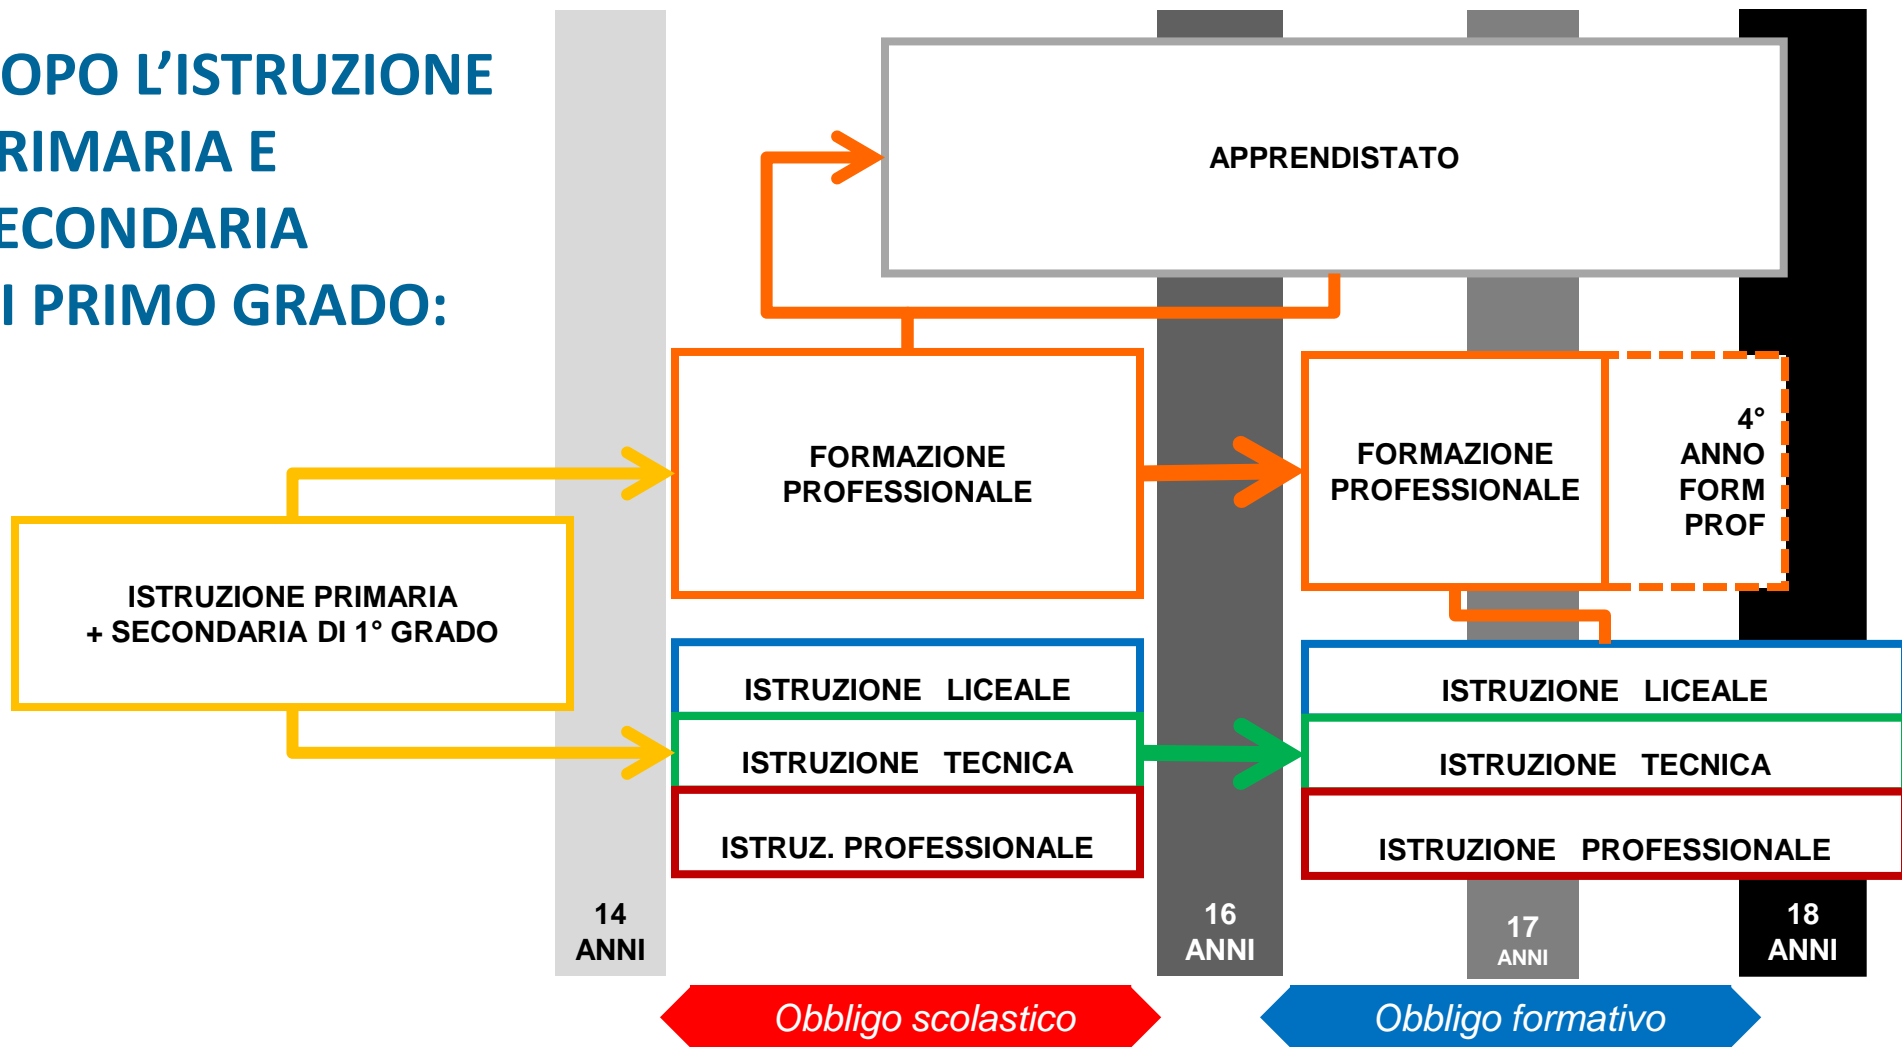 OPO L’ISTRUZIONE
RIMARIA E
ECONDARIA
I PRIMO GRADO:
APPRENDISTATO
FORMAZIONE
PROFESSIONALE
FORMAZIONE
PROFESSIONALE
4°
ANNO
FORM
PROF
ISTRUZIONE PRIMARIA
+ SECONDARIA DI 1° GRADO
ISTRUZIONE LICEALE
ISTRUZIONE TECNICA
ISTRUZ. PROFESSIONALE
ISTRUZIONE LICEALE
ISTRUZIONE TECNICA
ISTRUZIONE PROFESSIONALE
14
ANNI
16
ANNI
17
ANNI
18
ANNI
Obbligo scolastico
Obbligo formativo